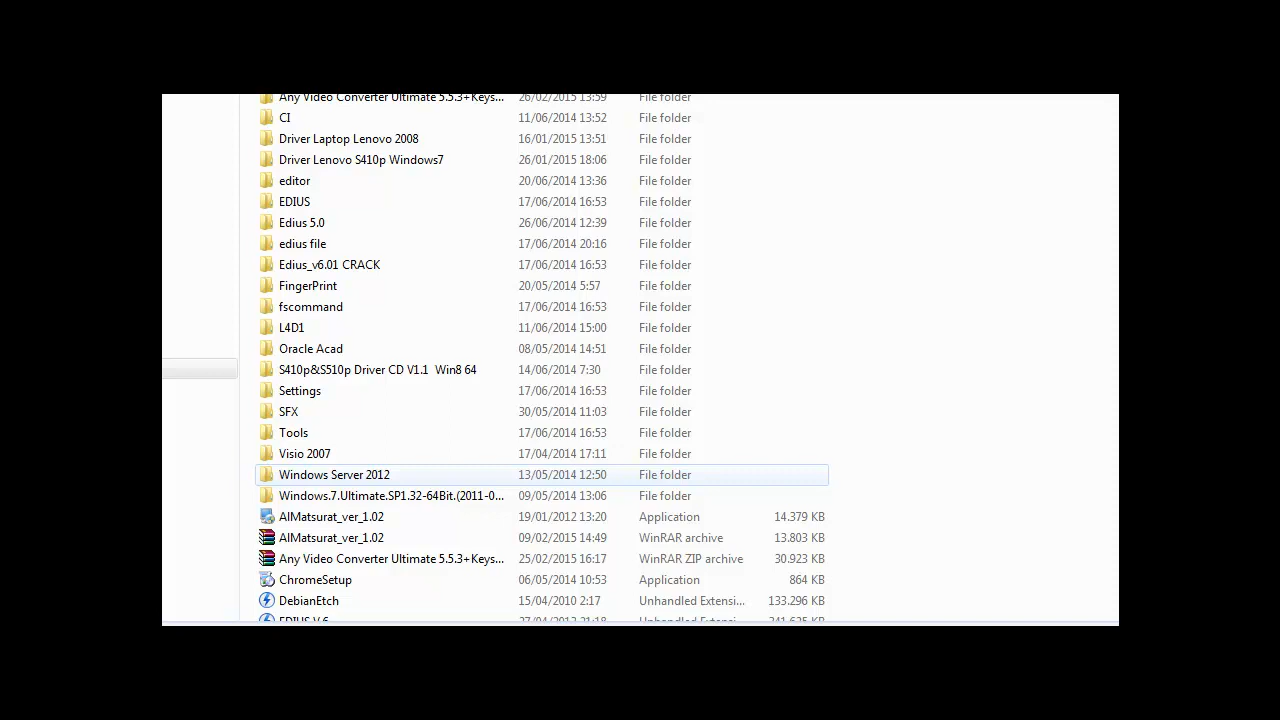 Any Video Converter Ultimate 5.5.3+Keys... 26/02/2015 13:59 File folder
CI 11/06/2014 13:52 File folder
Driver Laptop Lenovo 2008 16/01/2015 13:51 File folder
Driver Lenovo S410p Windows7 26/01/2015 18:06 File folder
editor 20/06/2014 13:36 File folder
EDIUS 17/06/2014 16:53 File folder
Edius 5.0 26/06/2014 12:39 File folder
edius file 17/06/2014 20:16 File folder
Edius_v6.01 CRACK 17/06/2014 16:53 File folder
FingerPrint 20/05/2014 5:57 File folder
fscommand 17/06/2014 16:53 File folder
L4D1 11/06/2014 15:00 File folder
Oracle Acad 08/05/2014 14:51 File folder
S410p&S510p Driver CD V1.1 Win8 64 14/06/2014 7:30 File folder
Settings 17/06/2014 16:53 File folder
SFX 30/05/2014 11:03 File folder
Tools 17/06/2014 16:53 File folder
Visio 2007 17/04/2014 17:11 File folder
Windows Server 2012 13/05/2014 12:50 File folder
Windows.7.Ultimate.SP1.32-64Bit.(2011-0... 09/05/2014 13:06 File folder
AlMatsurat_ver_1.02 19/01/2012 13:20 Application 14.379 KB
AlMatsurat_ver_1.02 09/02/2015 14:49 WinRAR archive 13.803 KB
Any Video Converter Ultimate 5.5.3+Keys... 25/02/2015 16:17 WinRAR ZIP archive 30.923 KB
ChromeSetup 06/05/2014 10:53 Application 864 KB
DebianEtch 15/04/2010 2:17 Unhandled Extensi... 133.296 KB
EDIUS V.6 27/04/2012 21:18 Unhandled Extensi